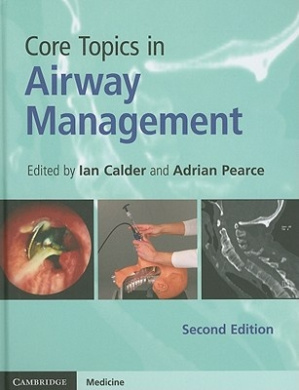 Core Topics in
Airway
Management
Edited by Ian Calder and Adrian Pearce
Second Edition
CAMBRIDGE Medicine